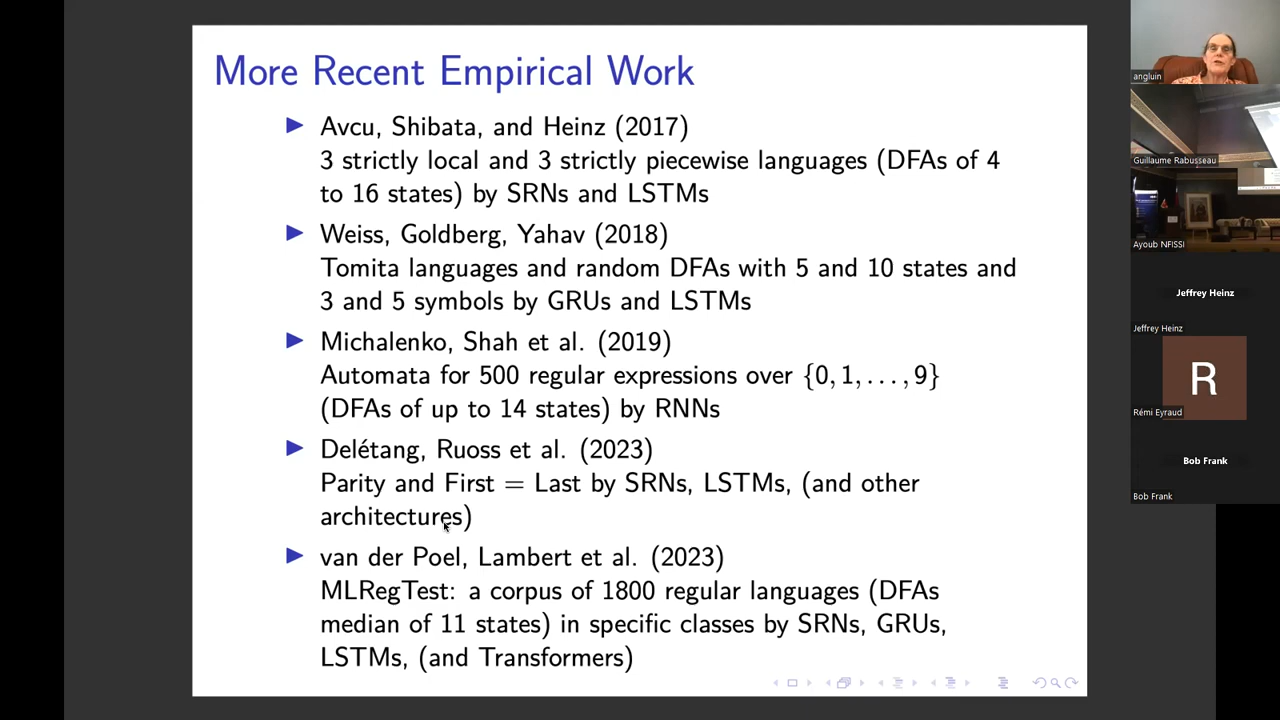 More Recent Empirical Work
▶ Avcu, Shibata, and Heinz (2017)
3 strictly local and 3 strictly piecewise languages (DFAs of 4
to 16 states) by SRNs and LSTMs
▶ Weiss, Goldberg, Yahav (2018)
Tomita languages and random DFAs with 5 and 10 states and
3 and 5 symbols by GRUs and LSTMs
▶ Michalenko, Shah et al. (2019)
Automata for 500 regular expressions over {0, 1, . . . , 9}
(DFAs of up to 14 states) by RNNs
▶ Delétang, Ruoss et al. (2023)
Parity and First = Last by SRNs, LSTMs, (and other
architectures)
▶ van der Poel, Lambert et al. (2023)
MLRegTest: a corpus of 1800 regular languages (DFAs
median of 11 states) in specific classes by SRNs, GRUs,
LSTMs, (and Transformers)
angluin
Guillaume Rabusseau
Ayoub NFISSI
Jeffrey Heinz
Jeffrey Heinz
R
Rémi Eyraud
Bob Frank
Bob Frank